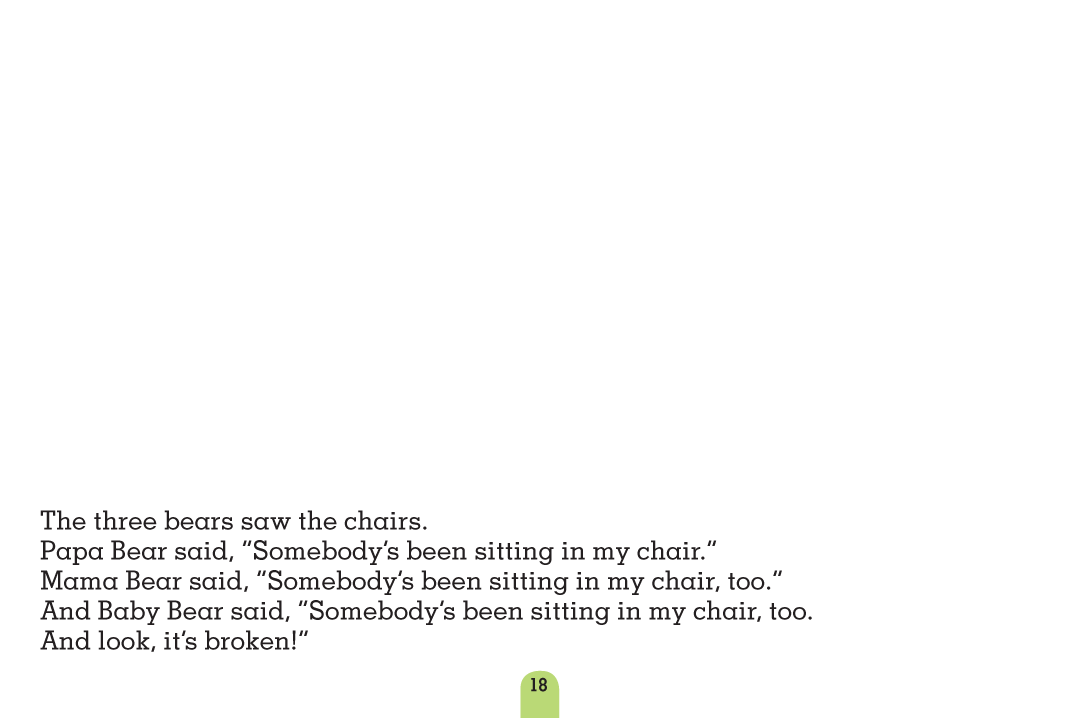 The three bears saw the chairs.
Papa Bear said, “Somebody’s been sitting in my chair.”
Mama Bear said, “Somebody’s been sitting in my chair, too.”
And Baby Bear said, “Somebody’s been sitting in my chair, too.
And look, it’s broken!”
18